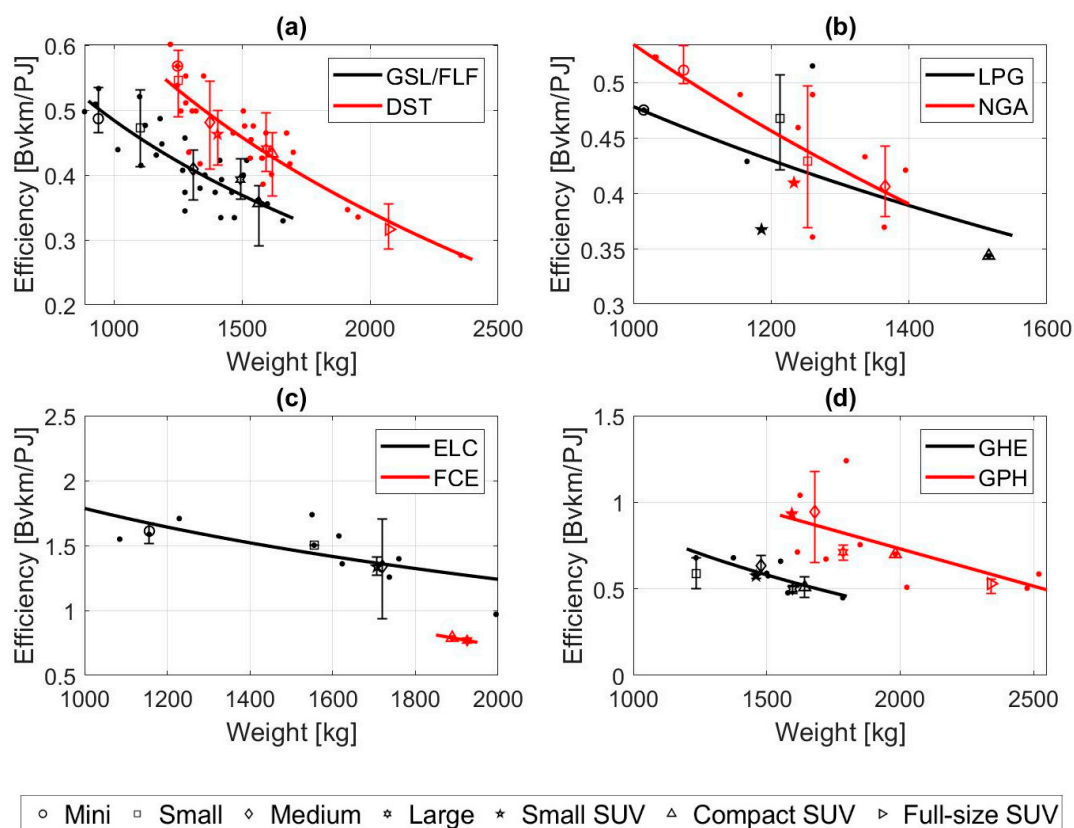 (a)
0.6
0.5
0.4
0.3
0.2
Efficiency [Bvkm/PJ]
GSL/FLF
DST
1000 1500 2000 2500
Weight [kg]
(b)
0.5
0.45
0.4
0.35
0.3
Efficiency [Bvkm/PJ]
LPG
NGA
1000 1200 1400 1600
Weight [kg]
(c)
2.5
2
1.5
1
0.5
Efficiency [Bvkm/PJ]
ELC
FCE
1000 1200 1400 1600 1800 2000
Weight [kg]
(d)
1.5
1
0.5
0
Efficiency [Bvkm/PJ]
GHE
GPH
1000 1500 2000 2500
Weight [kg]
Mini Small Medium Large Small SUV Compact SUV Full-size SUV